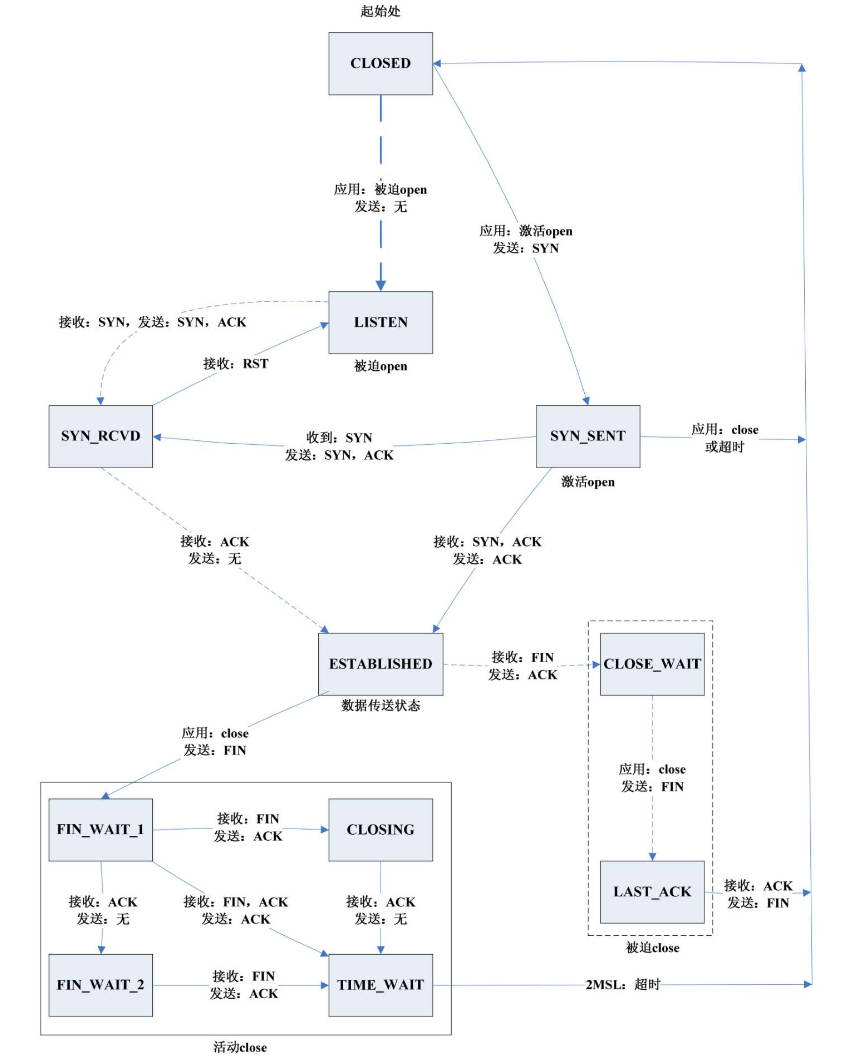 起始处
CLOSED
应用：被迫open
发送：无
应用：激活open
发送：SYN
接收：SYN，发送：SYN，ACK
LISTEN
接收：RST
被迫open
SYN_RCVD
收到：SYN
发送：SYN，ACK
SYN_SENT
应用：close
或超时
激活open
接收：ACK
发送：无
接收：SYN，ACK
发送：ACK
ESTABLISHED
接收：FIN
发送：ACK
CLOSE_WAIT
数据传送状态
应用：close
发送：FIN
应用：close
发送：FIN
FIN_WAIT_1
接收：FIN
发送：ACK
CLOSING
接收：ACK
发送：无
接收：FIN，ACK
发送：ACK
接收：ACK
发送：无
LAST_ACK
接收：ACK
发送：FIN
被迫close
FIN_WAIT_2
接收：FIN
发送：ACK
TIME_WAIT
2MSL：超时
活动close